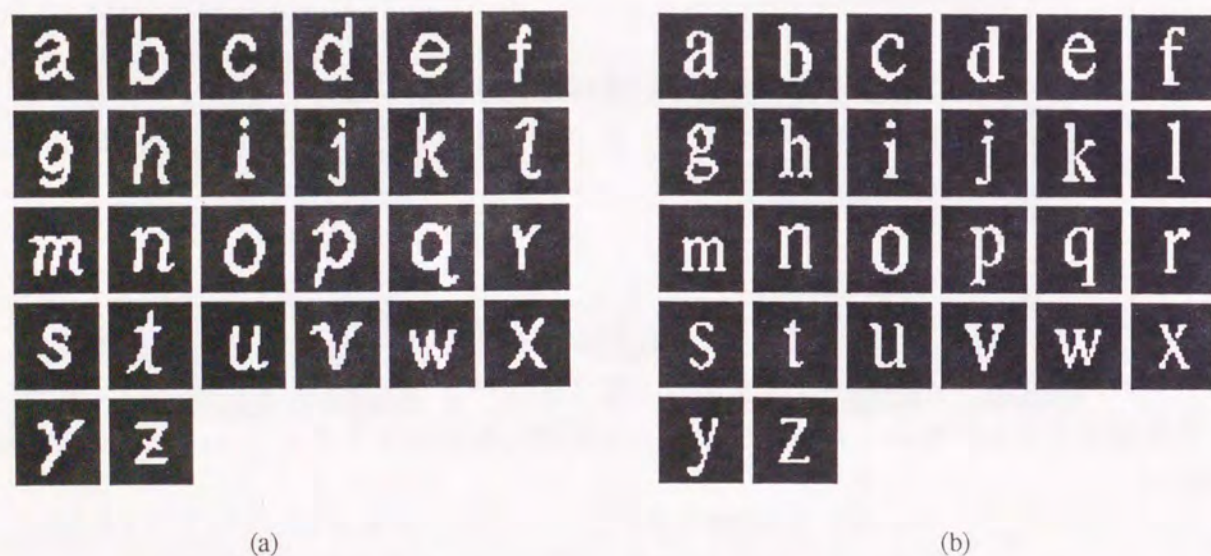 a b c d e f
g h i j k l
m n o p q r
s t u v w x
y z
(a)
a b c d e f
g h i j k l
m n o p q r
s t u v w x
y z
(b)